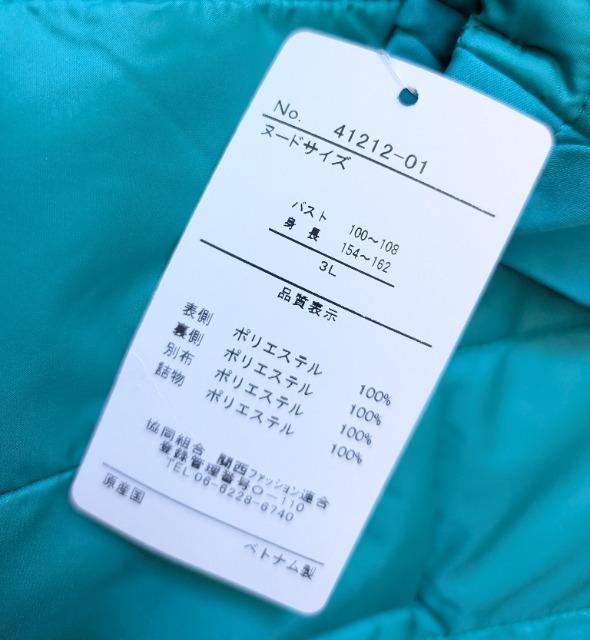 No. 41212-01
ヌードサイズ
バスト 100～108
身長 154～162
3L
品質表示
表側 ポリエステル 100%
裏側 ポリエステル 100%
別布 ポリエステル 100%
詰物 ポリエステル 100%
協同組合 関西ファッション連合
登録管理番号O-110
TEL06-6228-6740
原産国 ベトナム製